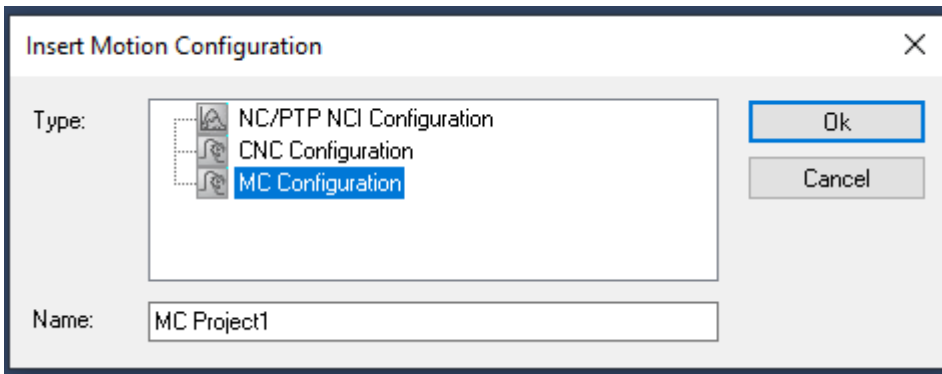 Insert Motion Configuration
Type:
NC/PTP NCI Configuration
CNC Configuration
MC Configuration
Ok
Cancel
Name:
MC Project1